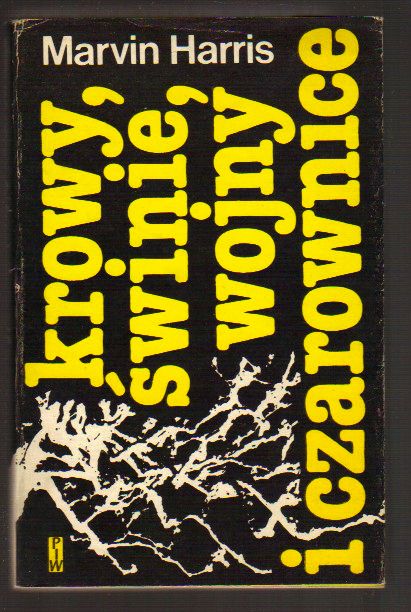 Marvin Harris
krowy,
świnie,
wojny
i czarownice
PIW